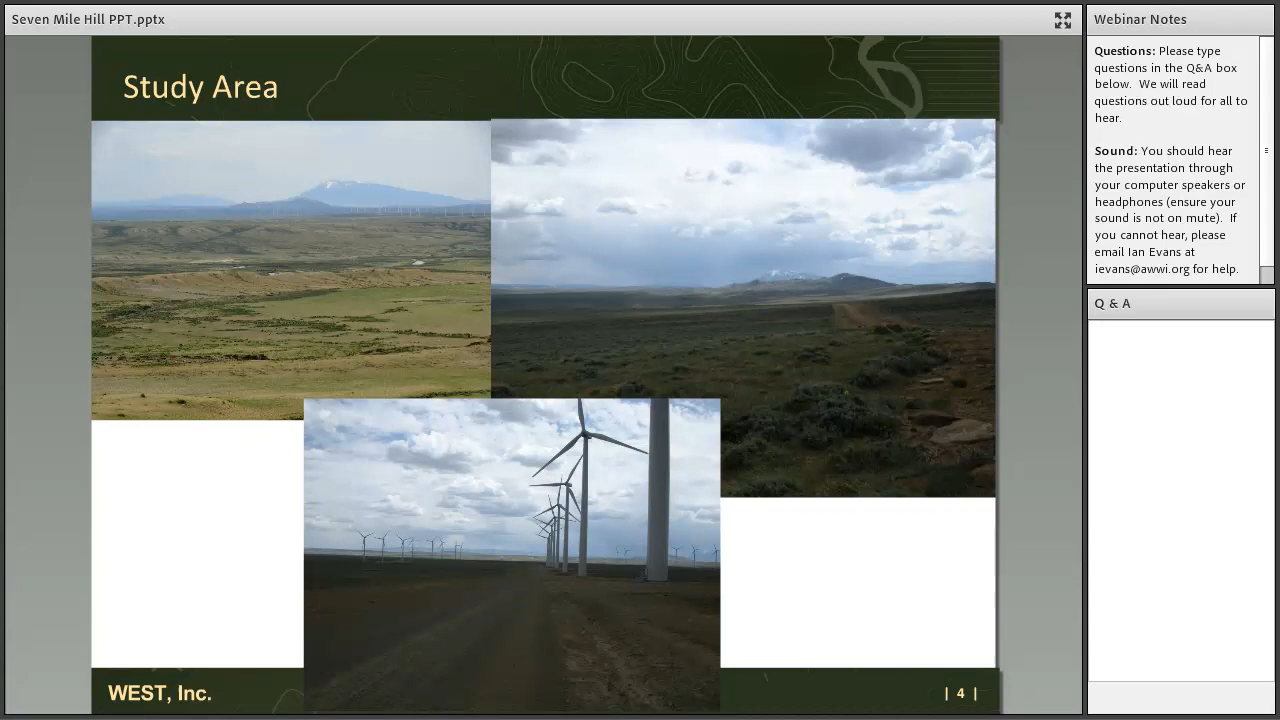 Seven Mile Hill PPT.pptx
Study Area
WEST, Inc.
| 4 |
Webinar Notes
Questions: Please type
questions in the Q&A box
below. We will read
questions out loud for all to
hear.
Sound: You should hear
the presentation through
your computer speakers or
headphones (ensure your
sound is not on mute). If
you cannot hear, please
email Ian Evans at
ievans@awwi.org for help.
Q & A